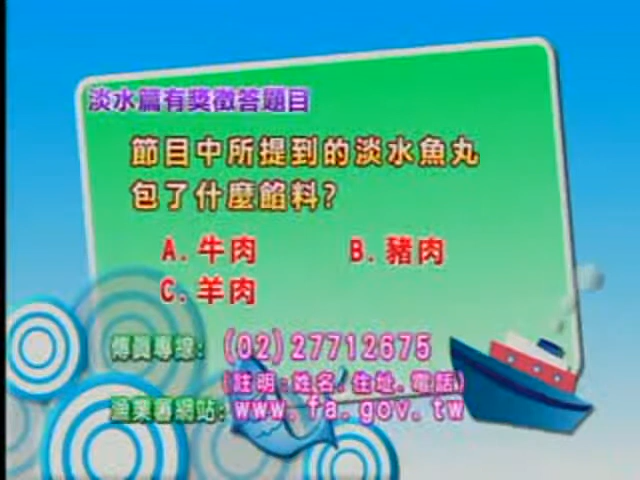 淡水篇有獎徵答題目
節目中所提到的淡水魚丸
包了什麼餡料?
A.牛肉 B.豬肉
C.羊肉
傳真專線:(02)27712675
(註明:姓名.住址.電話)
漁業署網站:www.fa.gov.tw